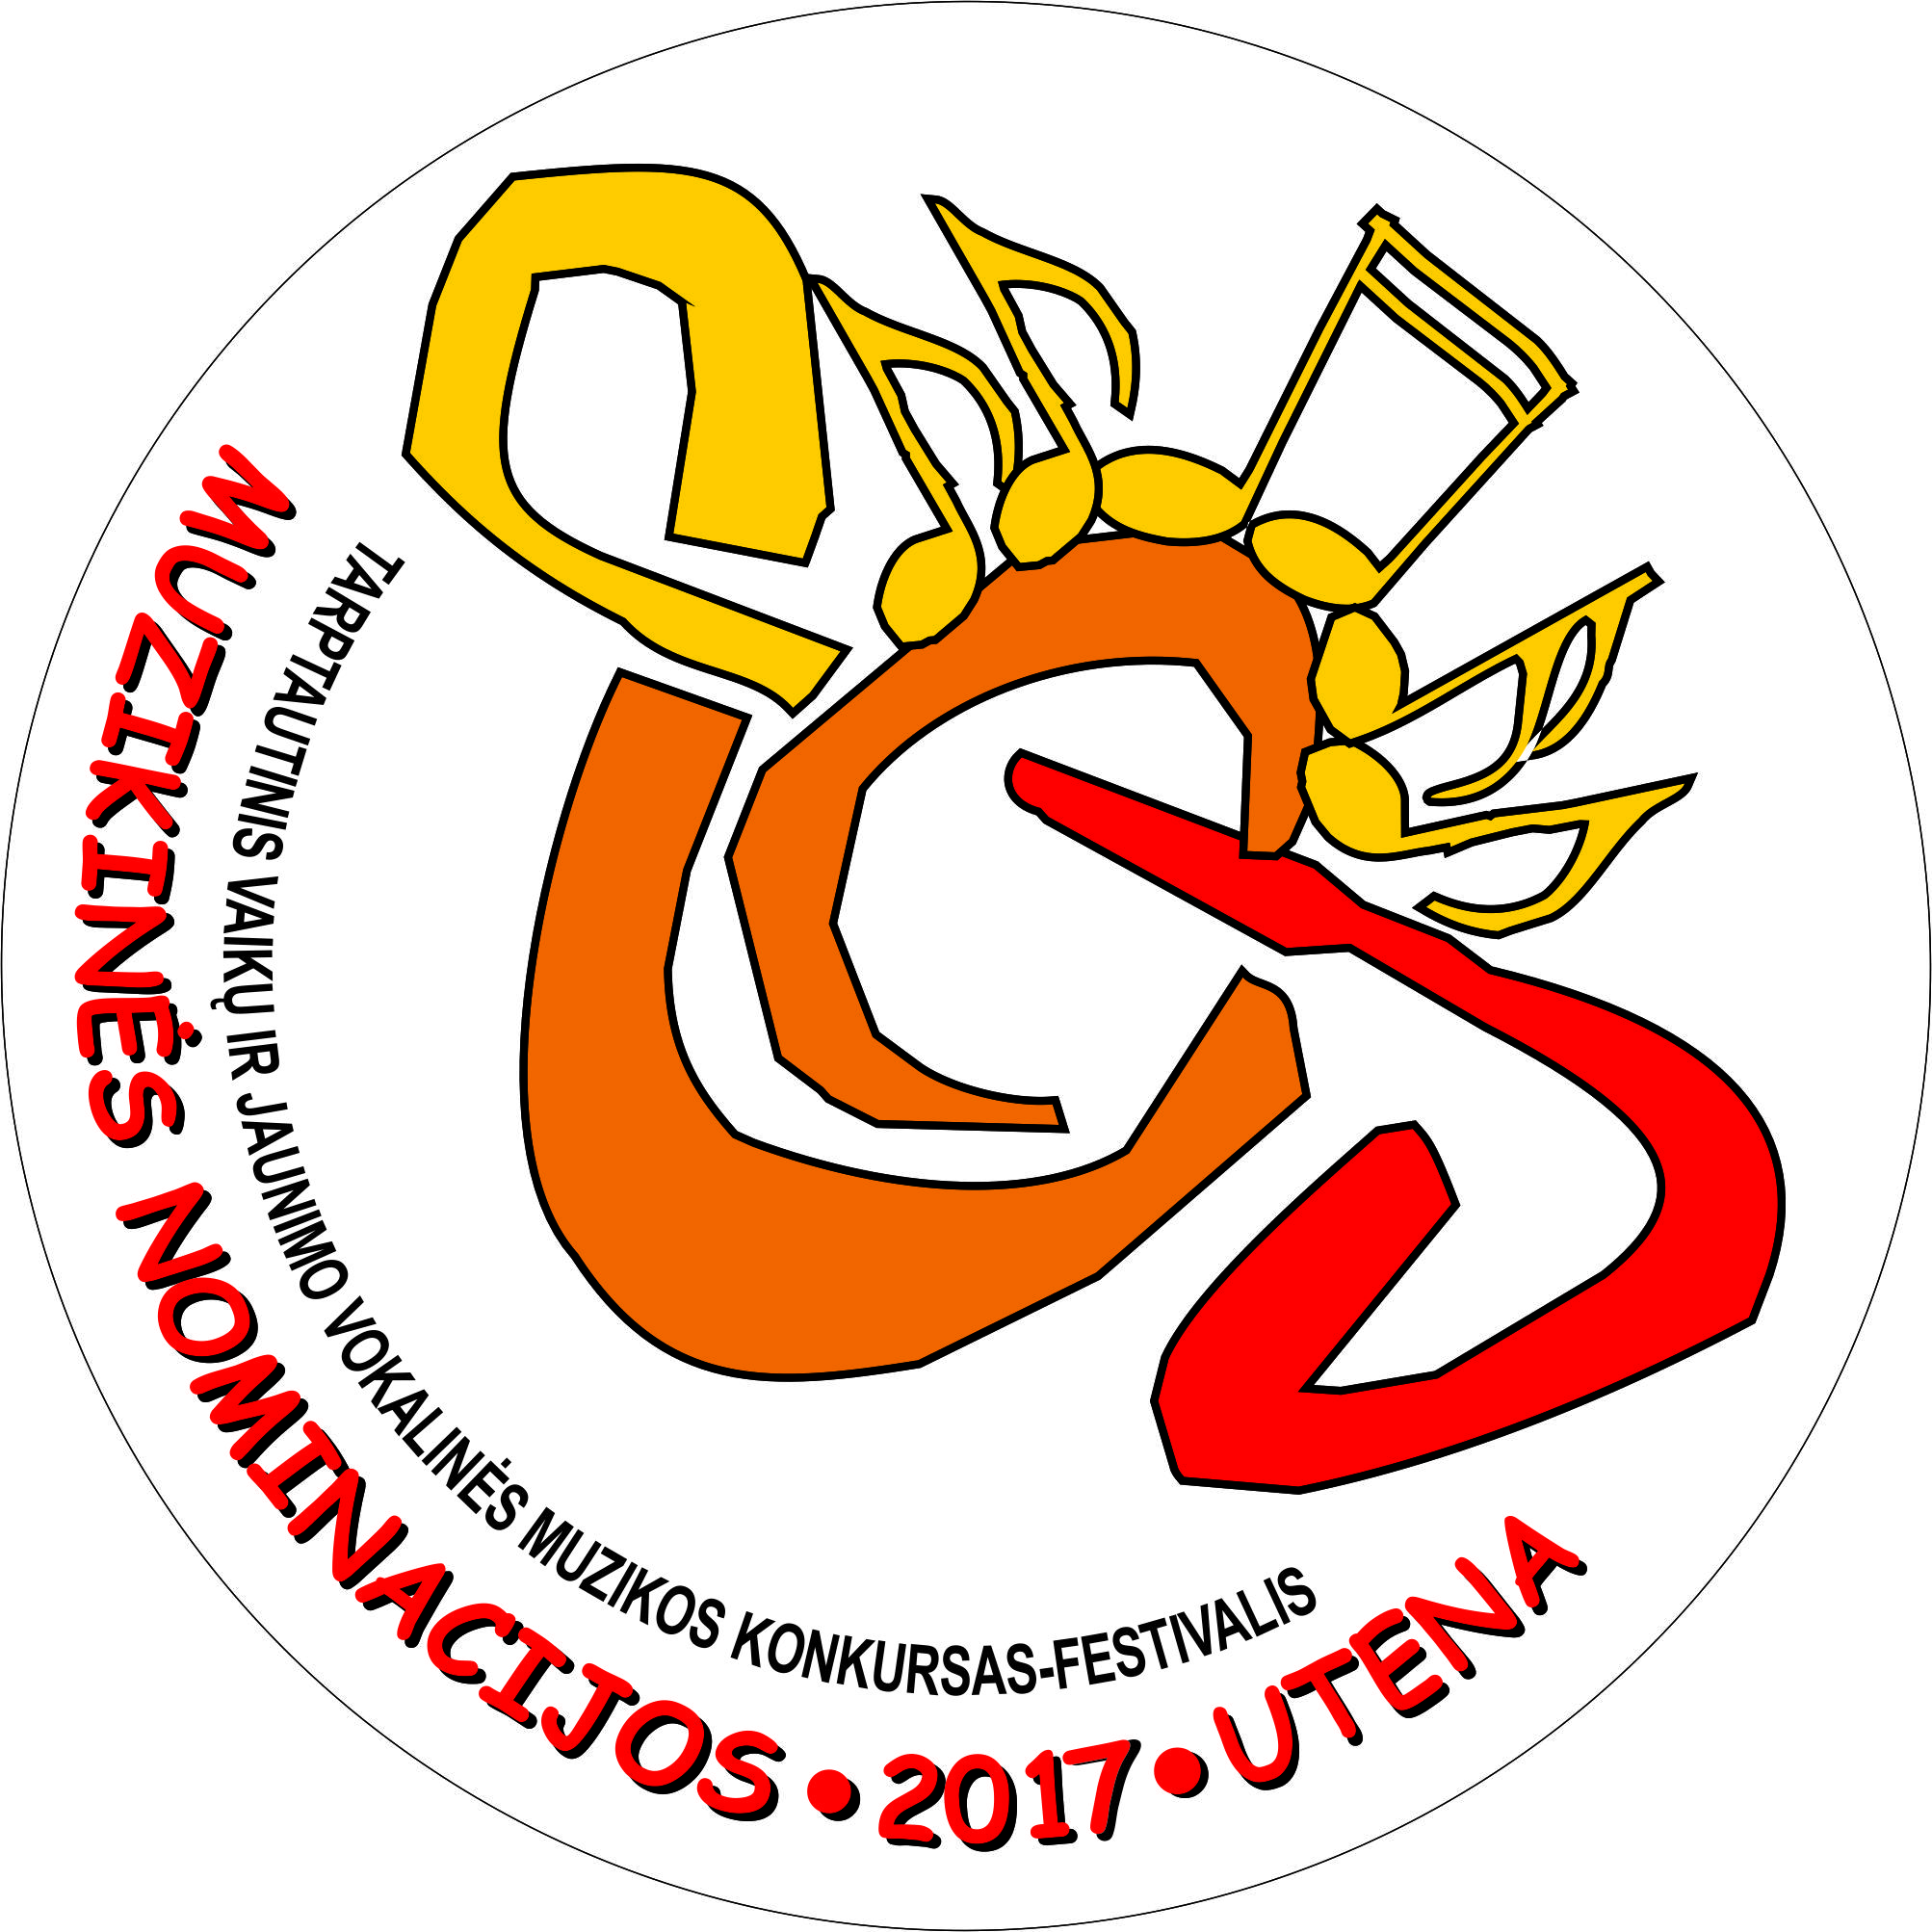 MUZIKINĖS NOMINACIJOS • 2017 • UTENA
TARPTAUTINIS VAIKŲ IR JAUNIMO VOKALINĖS MUZIKOS KONKURSAS-FESTIVALIS